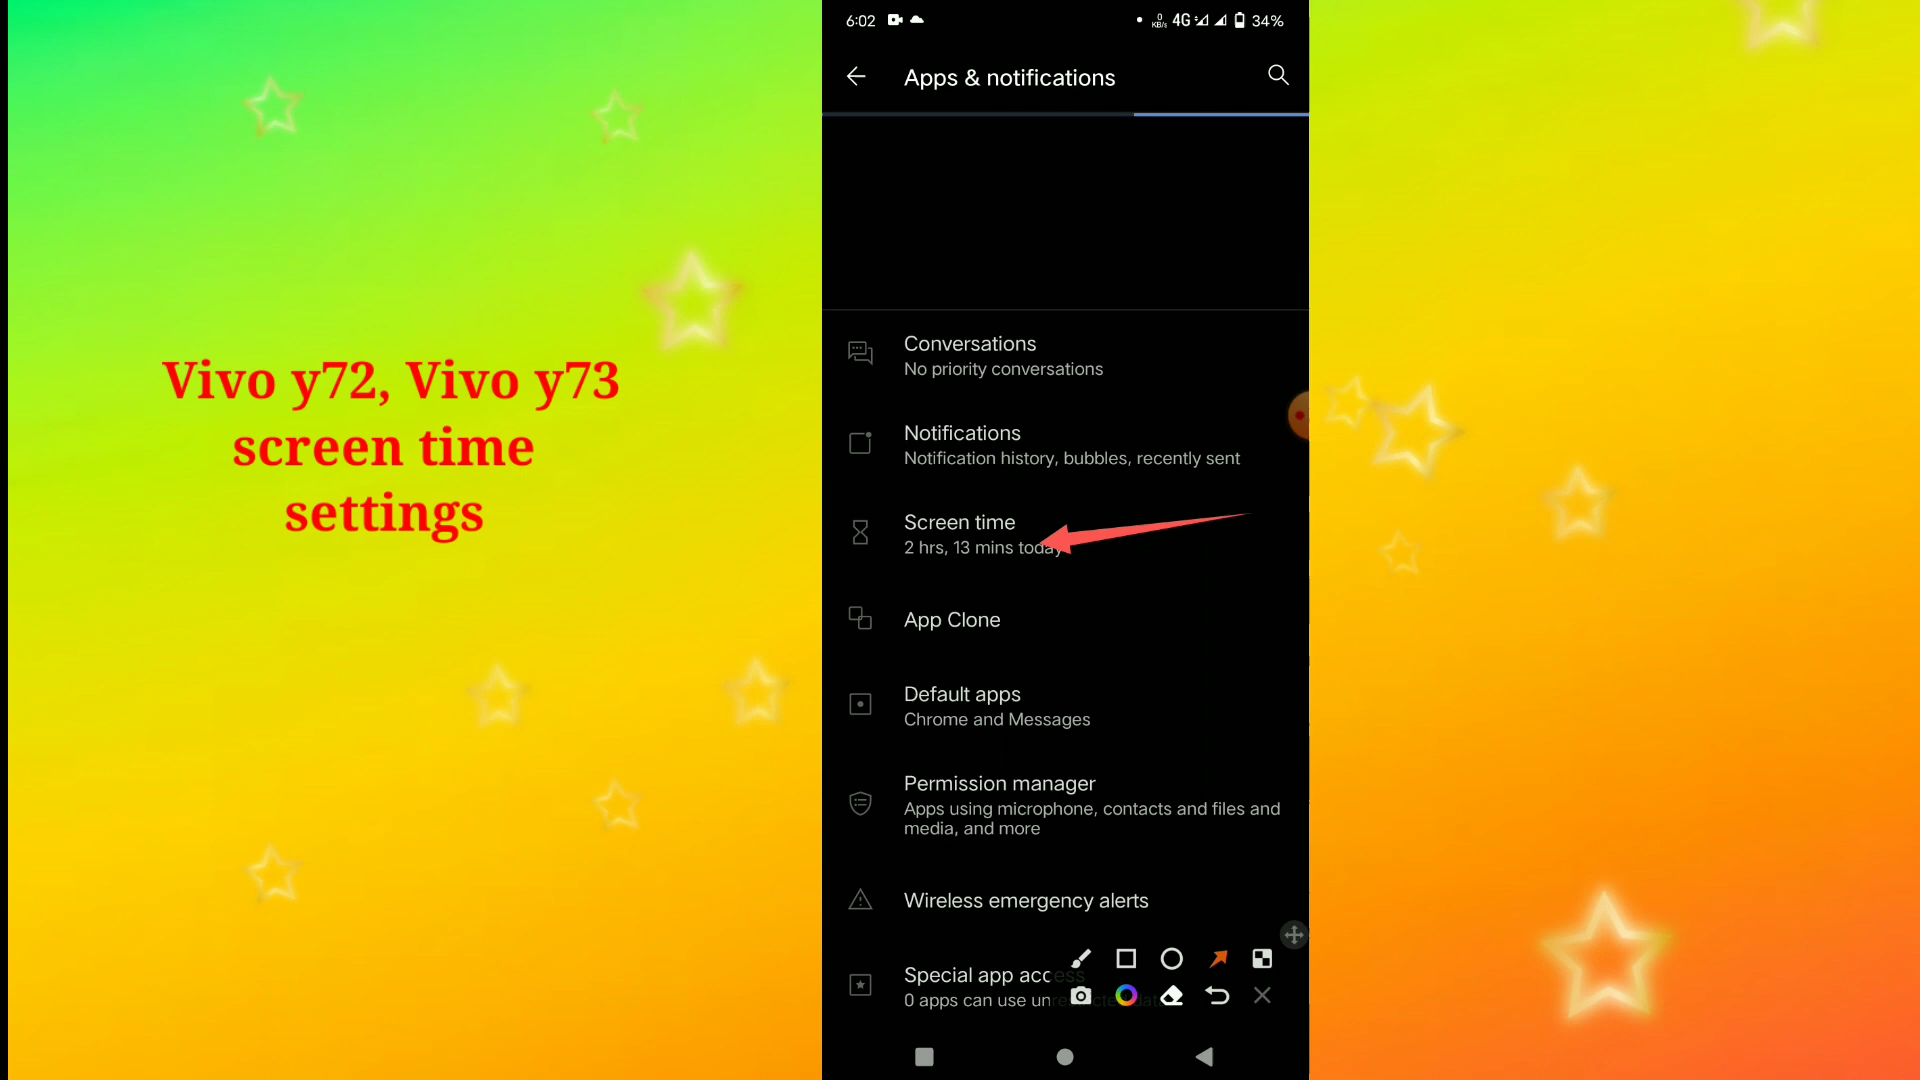 Vivo y72, Vivo y73
screen time
settings
6:02
0
KB/s
4G
34%
Apps & notifications
Conversations
No priority conversations
Notifications
Notification history, bubbles, recently sent
Screen time
2 hrs, 13 mins today
App Clone
Default apps
Chrome and Messages
Permission manager
Apps using microphone, contacts and files and
media, and more
Wireless emergency alerts
Special app access
0 apps can use